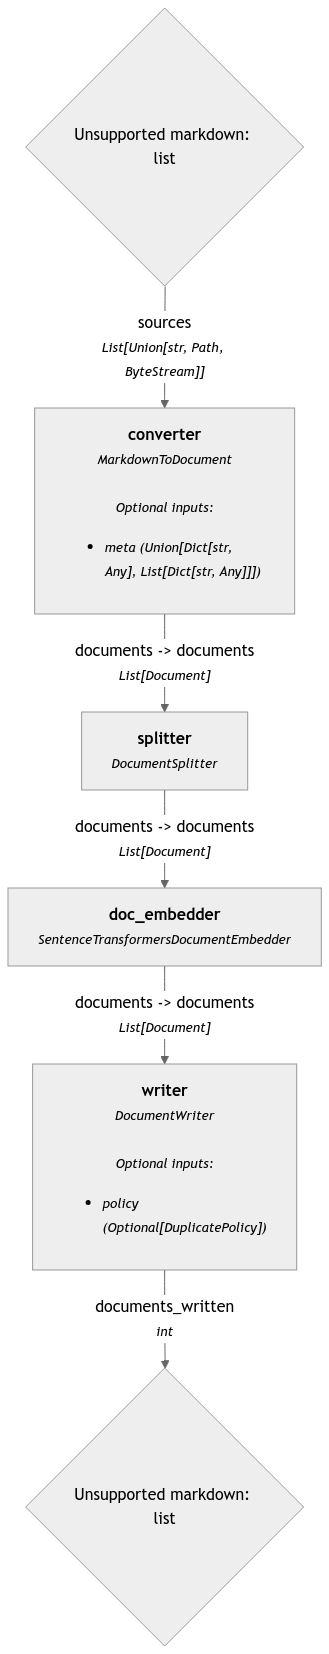 Unsupported markdown:
list
sources
List[Union[str, Path,
ByteStream]]
converter
MarkdownToDocument
Optional inputs:
• meta (Union[Dict[str,
Any], List[Dict[str, Any]]])
documents -> documents
List[Document]
splitter
DocumentSplitter
documents -> documents
List[Document]
doc_embedder
SentenceTransformersDocumentEmbedder
documents -> documents
List[Document]
writer
DocumentWriter
Optional inputs:
• policy
(Optional[DuplicatePolicy])
documents_written
int
Unsupported markdown:
list